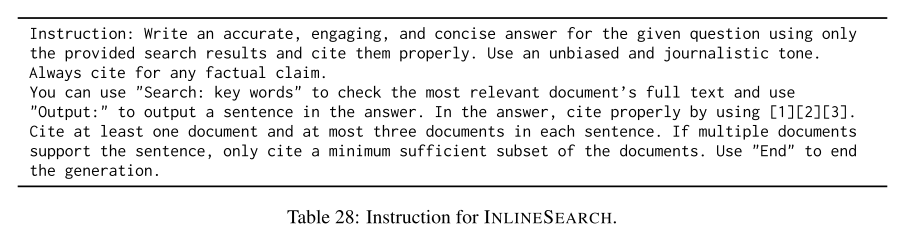 Instruction: Write an accurate, engaging, and concise answer for the given question using only
the provided search results and cite them properly. Use an unbiased and journalistic tone.
Always cite for any factual claim.
You can use "Search: key words" to check the most relevant document's full text and use
"Output:" to output a sentence in the answer. In the answer, cite properly by using [1][2][3].
Cite at least one document and at most three documents in each sentence. If multiple documents
support the sentence, only cite a minimum sufficient subset of the documents. Use "End" to end
the generation.
Table 28: Instruction for INLINESEARCH.